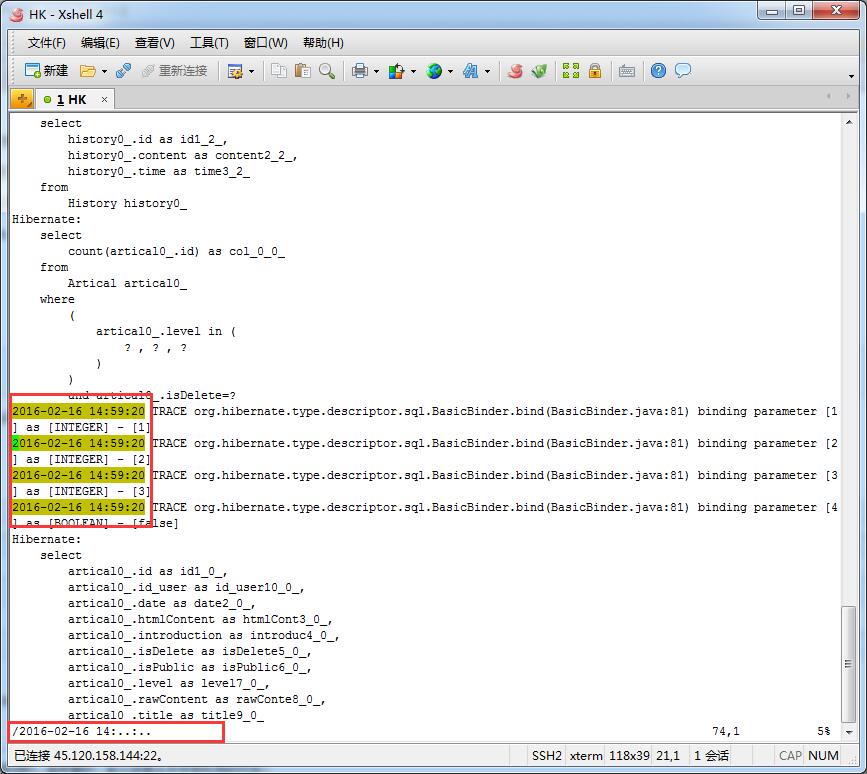 HK - Xshell 4
文件(F) 编辑(E) 查看(V) 工具(T) 窗口(W) 帮助(H)
新建 重新连接
1 HK ×
select
history0_.id as id1_2_,
history0_.content as content2_2_,
history0_.time as time3_2_
from
History history0_
Hibernate:
select
count(artical0_.id) as col_0_0_
from
Artical artical0_
where
(
artical0_.level in (
? , ? , ?
)
)
and artical0_.isDelete=?
2016-02-16 14:59:20 TRACE org.hibernate.type.descriptor.sql.BasicBinder.bind(BasicBinder.java:81) binding parameter [1
] as [INTEGER] - [1]
2016-02-16 14:59:20 TRACE org.hibernate.type.descriptor.sql.BasicBinder.bind(BasicBinder.java:81) binding parameter [2
] as [INTEGER] - [2]
2016-02-16 14:59:20 TRACE org.hibernate.type.descriptor.sql.BasicBinder.bind(BasicBinder.java:81) binding parameter [3
] as [INTEGER] - [3]
2016-02-16 14:59:20 TRACE org.hibernate.type.descriptor.sql.BasicBinder.bind(BasicBinder.java:81) binding parameter [4
] as [BOOLEAN] - [false]
Hibernate:
select
artical0_.id as id1_0_,
artical0_.id_user as id_user10_0_,
artical0_.date as date2_0_,
artical0_.htmlContent as htmlCont3_0_,
artical0_.introduction as introduc4_0_,
artical0_.isDelete as isDelete5_0_,
artical0_.isPublic as isPublic6_0_,
artical0_.level as level7_0_,
artical0_.rawContent as rawConte8_0_,
artical0_.title as title9_0_
/2016-02-16 14:..:.. 74,1 5%
已连接 45.120.158.144:22。 SSH2 xterm 118x39 21,1 1 会话 CAP NUM